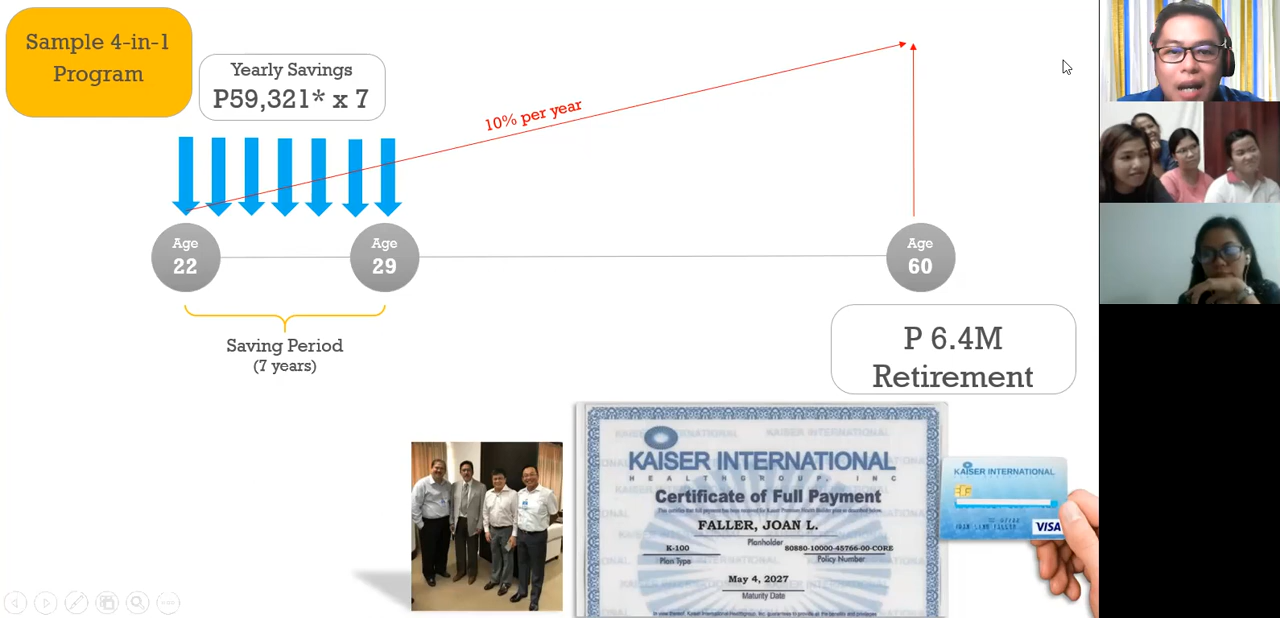 Sample 4-in-1
Program
Yearly Savings
P59,321* x 7
10% per year
Age
22
Age
29
Age
60
Saving Period
(7 years)
P 6.4M
Retirement
KAISER INTERNATIONAL
HEALTHGROUP, INC
Certificate of Full Payment
FALLER, JOAN L.
Planholder
K-100
80880-10000-45766-00-CORE
Plan Type
Policy Number
May 4, 2027
Maturity Date
KAISER INTERNATIONAL
VISA